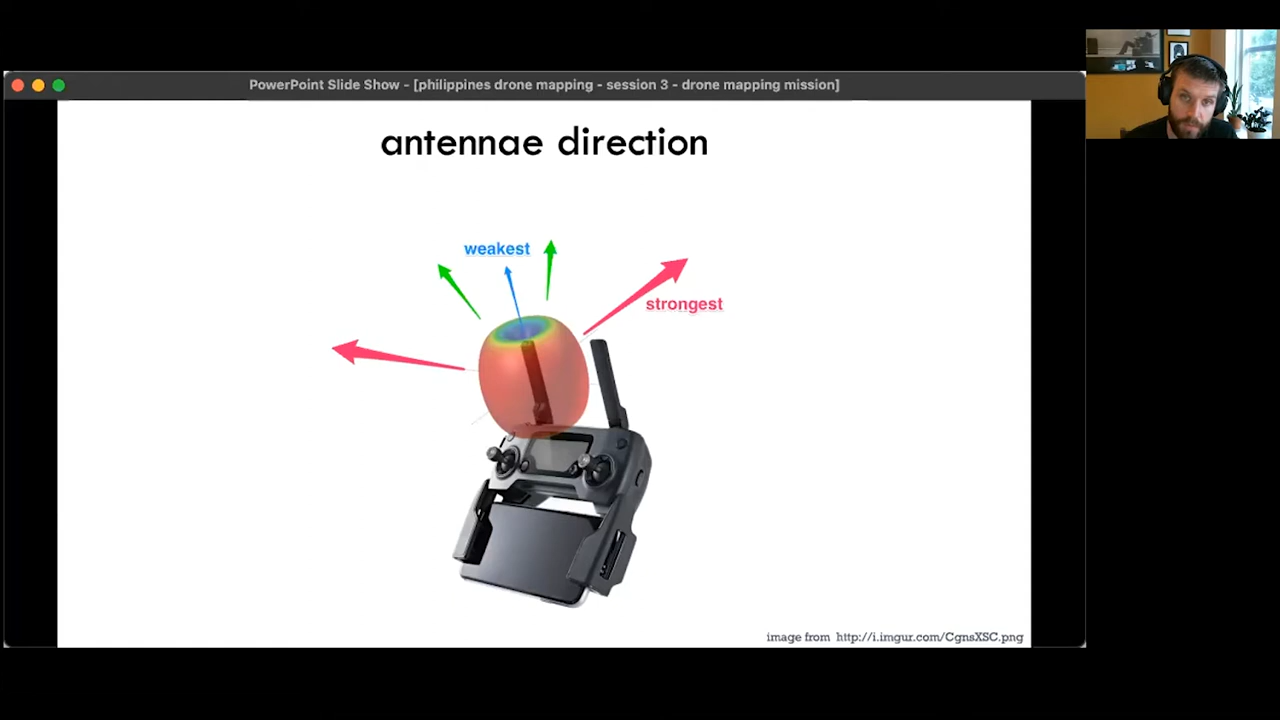 PowerPoint Slide Show - [philippines drone mapping - session 3 - drone mapping mission]
antennae direction
weakest
strongest
image from http://i.imgur.com/CgnsXSC.png